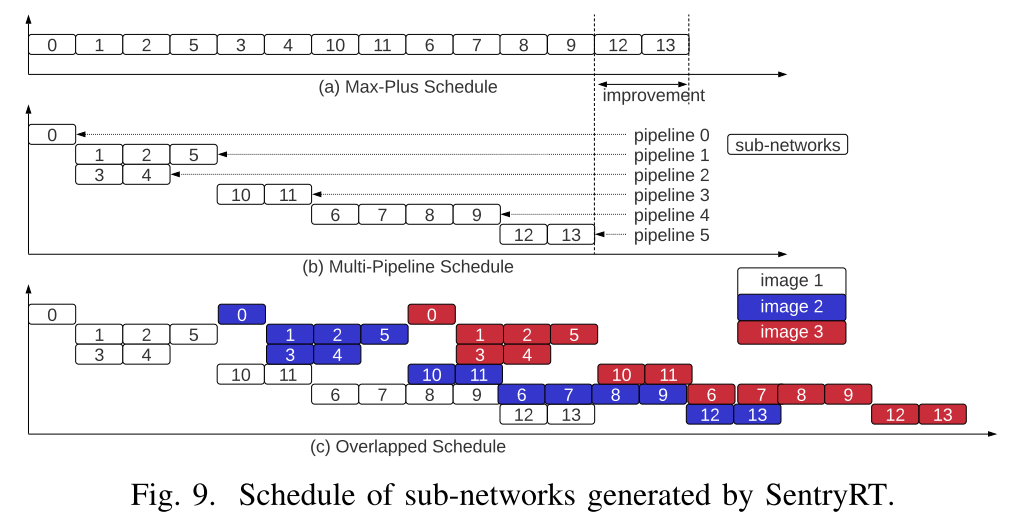 0 1 2 5 3 4 10 11 6 7 8 9 12 13
(a) Max-Plus Schedule
improvement
0 pipeline 0
sub-networks
1 2 5 pipeline 1
3 4 pipeline 2
10 11 pipeline 3
6 7 8 9 pipeline 4
12 13 pipeline 5
(b) Multi-Pipeline Schedule
image 1
image 2
image 3
0 0 0
1 2 5 1 2 5 1 2 5
3 4 3 4 3 4
10 11 10 11 10 11
6 7 8 9 6 7 8 9 6 7 8 9
12 13 12 13 12 13
(c) Overlapped Schedule
Fig. 9. Schedule of sub-networks generated by SentryRT.